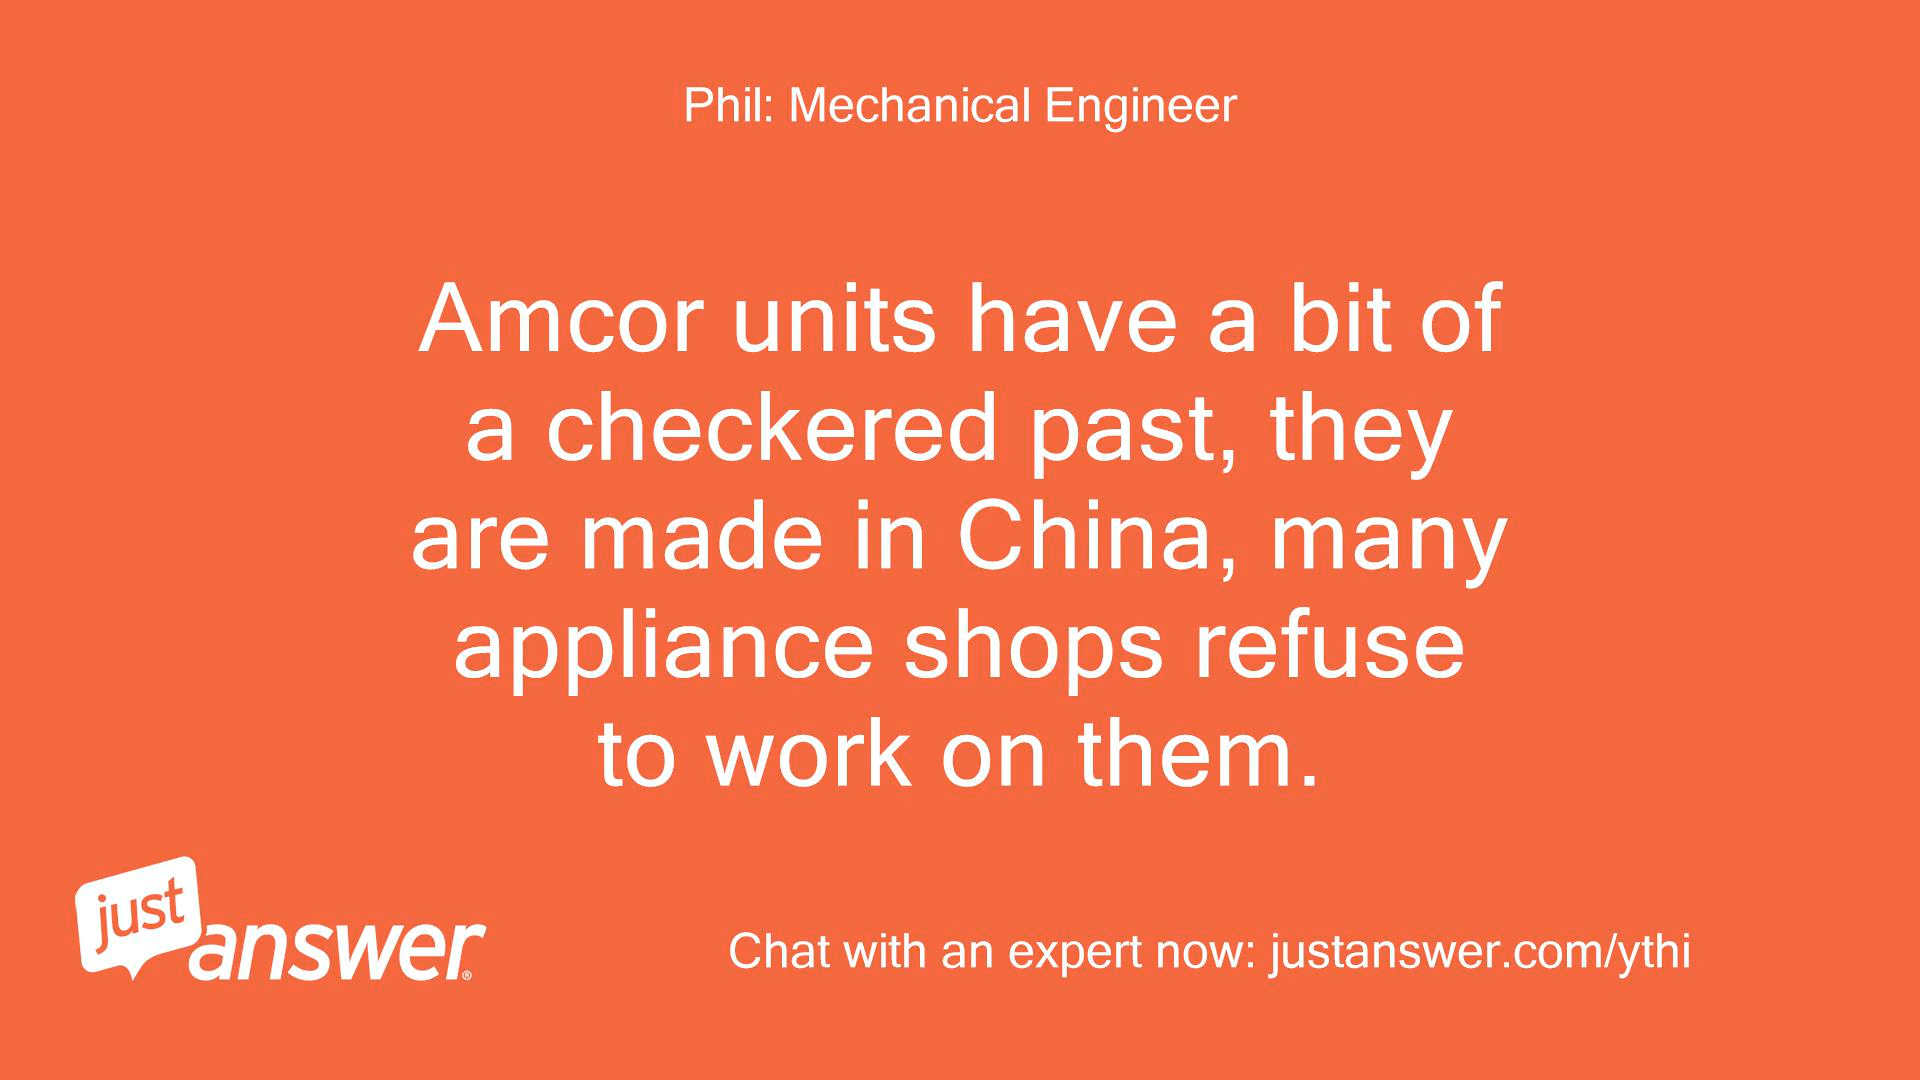 Phil: Mechanical Engineer
Amcor units have a bit of
a checkered past, they
are made in China, many
appliance shops refuse
to work on them.
just
answer®
Chat with an expert now: justanswer.com/ythi